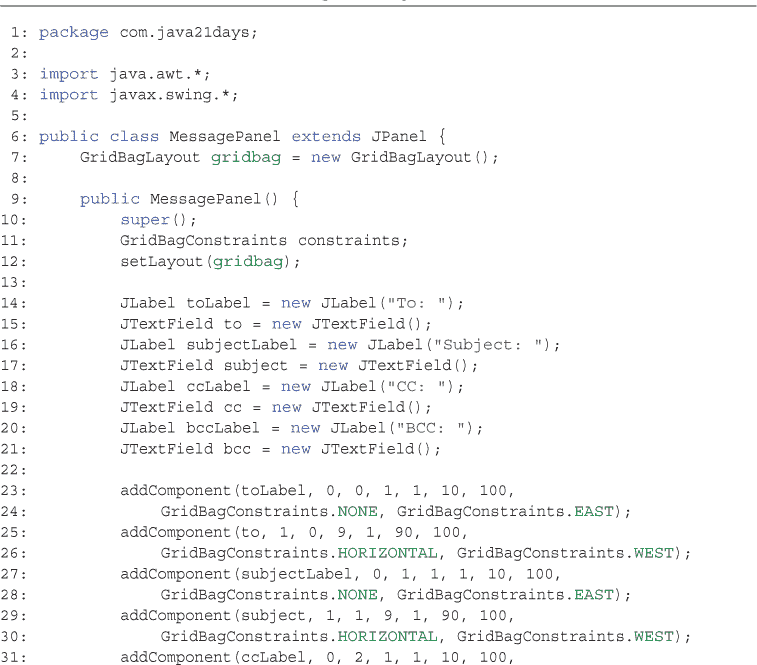 1: package com.java21days;
2:
3: import java.awt.*;
4: import javax.swing.*;
5:
6: public class MessagePanel extends JPanel {
7:     GridBagLayout gridbag = new GridBagLayout();
8:
9:     public MessagePanel() {
10:         super();
11:         GridBagConstraints constraints;
12:         setLayout(gridbag);
13:
14:         JLabel toLabel = new JLabel("To: ");
15:         JTextField to = new JTextField();
16:         JLabel subjectLabel = new JLabel("Subject: ");
17:         JTextField subject = new JTextField();
18:         JLabel ccLabel = new JLabel("CC: ");
19:         JTextField cc = new JTextField();
20:         JLabel bccLabel = new JLabel("BCC: ");
21:         JTextField bcc = new JTextField();
22:
23:         addComponent(toLabel, 0, 0, 1, 1, 10, 100,
24:             GridBagConstraints.NONE, GridBagConstraints.EAST);
25:         addComponent(to, 1, 0, 9, 1, 90, 100,
26:             GridBagConstraints.HORIZONTAL, GridBagConstraints.WEST);
27:         addComponent(subjectLabel, 0, 1, 1, 1, 10, 100,
28:             GridBagConstraints.NONE, GridBagConstraints.EAST);
29:         addComponent(subject, 1, 1, 9, 1, 90, 100,
30:             GridBagConstraints.HORIZONTAL, GridBagConstraints.WEST);
31:         addComponent(ccLabel, 0, 2, 1, 1, 10, 100,